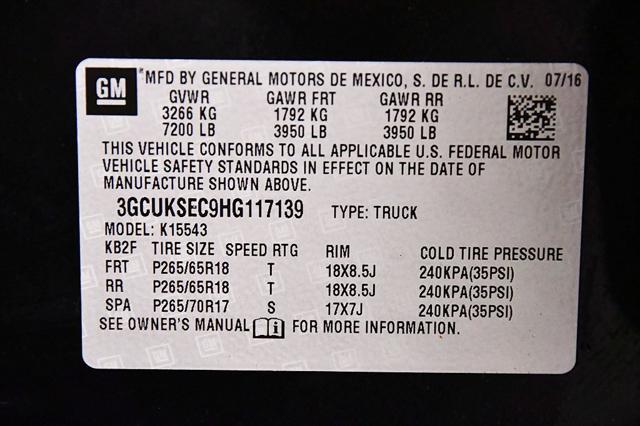 GM *MFD BY GENERAL MOTORS DE MEXICO, S. DE R.L. DE C.V. 07/16
GVWR GAWR FRT GAWR RR
3266 KG 1792 KG 1792 KG
7200 LB 3950 LB 3950 LB
THIS VEHICLE CONFORMS TO ALL APPLICABLE U.S. FEDERAL MOTOR
VEHICLE SAFETY STANDARDS IN EFFECT ON THE DATE OF
MANUFACTURE SHOWN ABOVE.
3GCUKSEC9HG117139 TYPE: TRUCK
MODEL: K15543
KB2F TIRE SIZE SPEED RTG RIM COLD TIRE PRESSURE
FRT P265/65R18 T 18X8.5J 240KPA(35PSI)
RR P265/65R18 T 18X8.5J 240KPA(35PSI)
SPA P265/70R17 S 17X7J 240KPA(35PSI)
SEE OWNER'S MANUAL FOR MORE INFORMATION.